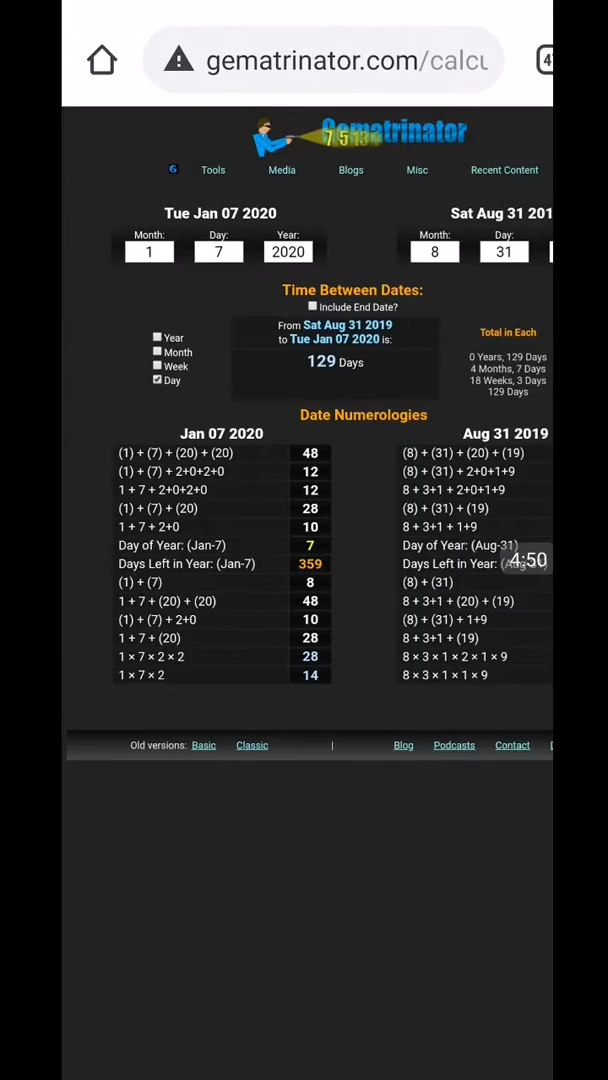 gematrinator.com/calcu
Gematrinator
6 Tools Media Blogs Misc Recent Content
Tue Jan 07 2020
Month: Day: Year:
1 7 2020
Sat Aug 31 201
Month: Day:
8 31
Time Between Dates:
Include End Date?
Year
Month
Week
Day
From Sat Aug 31 2019
to Tue Jan 07 2020 is:
129 Days
Total in Each
0 Years, 129 Days
4 Months, 7 Days
18 Weeks, 3 Days
129 Days
Date Numerologies
Jan 07 2020
(1) + (7) + (20) + (20) 48
(1) + (7) + 2+0+2+0 12
1 + 7 + 2+0+2+0 12
(1) + (7) + (20) 28
1 + 7 + 2+0 10
Day of Year: (Jan-7) 7
Days Left in Year: (Jan-7) 359
(1) + (7) 8
1 + 7 + (20) + (20) 48
(1) + (7) + 2+0 10
1 + 7 + (20) 28
1 × 7 × 2 × 2 28
1 × 7 × 2 14
Aug 31 2019
(8) + (31) + (20) + (19)
(8) + (31) + 2+0+1+9
8 + 3+1 + 2+0+1+9
(8) + (31) + (19)
8 + 3+1 + 1+9
Day of Year: (Aug-31)
Days Left in Year:
4:50
(8) + (31)
8 + 3+1 + (20) + (19)
(8) + (31) + 1+9
8 + 3+1 + (19)
8 × 3 × 1 × 2 × 1 × 9
8 × 3 × 1 × 1 × 9
Old versions: Basic Classic | Blog Podcasts Contact